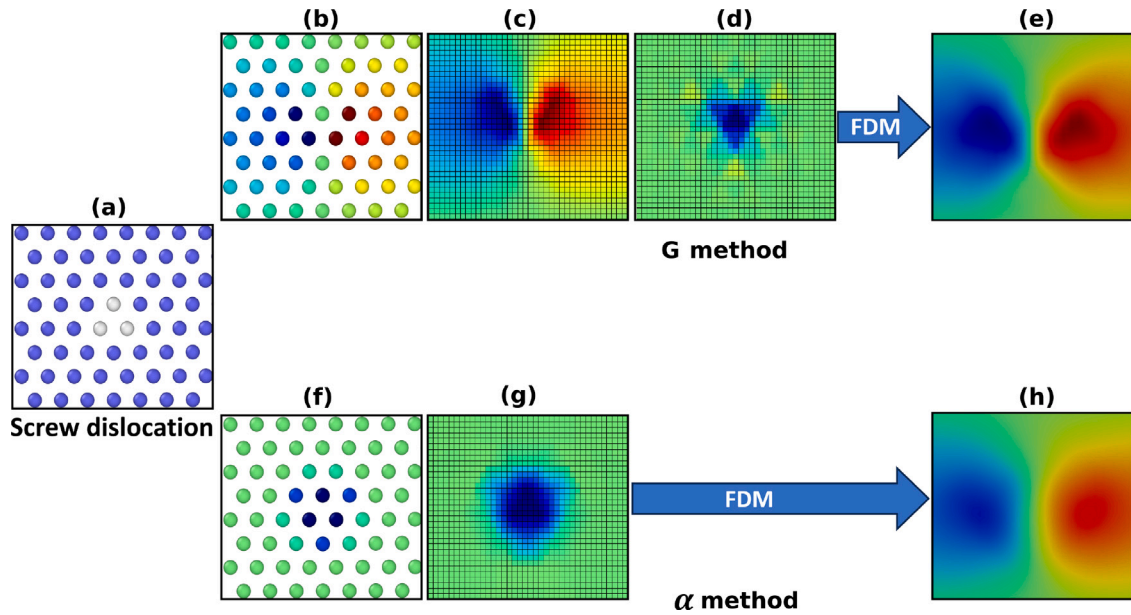 (b)
(c)
(d)
(e)
FDM
G method
(a)
Screw dislocation
(f)
(g)
(h)
FDM
α method